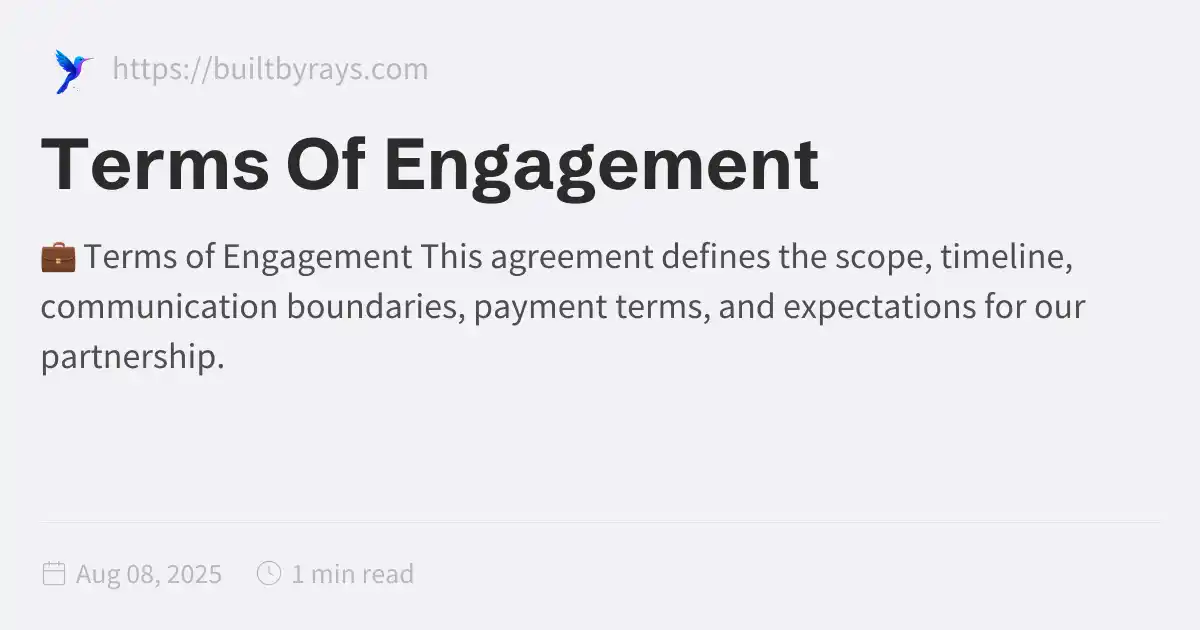 https://builtbyrays.com
Terms Of Engagement
💼 Terms of Engagement This agreement defines the scope, timeline,
communication boundaries, payment terms, and expectations for our
partnership.
Aug 08, 2025 1 min read